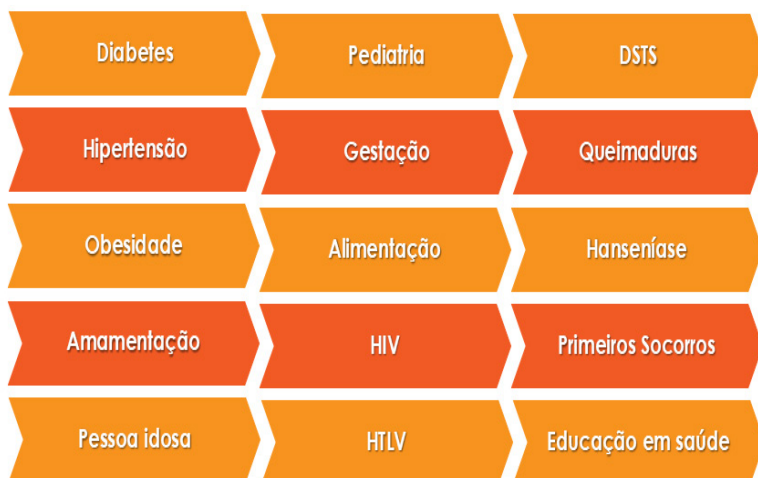 Diabetes
Pediatria
DSTS
Hipertensão
Gestação
Queimaduras
Obesidade
Alimentação
Hanseníase
Amamentação
HIV
Primeiros Socorros
Pessoa idosa
HTLV
Educação em saúde